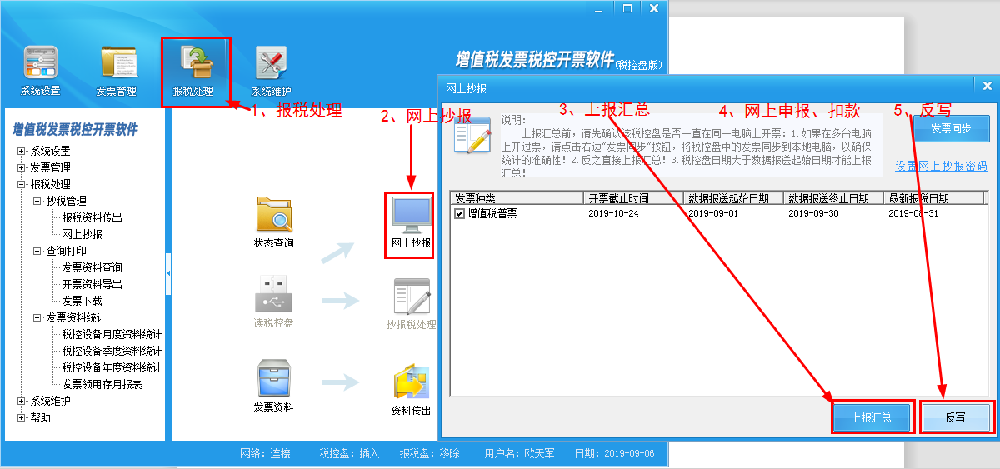 增值税发票税控开票软件(税控盘版)
系统设置
发票管理
报税处理
系统维护
1、报税处理
2、网上抄报
3、上报汇总
4、网上申报、扣款
5、反写
增值税发票税控开票软件
系统设置
发票管理
报税处理
抄税管理
报税资料传出
网上抄报
查询打印
发票资料查询
开票资料导出
发票下载
发票资料统计
税控设备月度资料统计
税控设备季度资料统计
税控设备年度资料统计
发票领用存月报表
系统维护
帮助
状态查询
网上抄报
读税控盘
抄报税处理
发票资料
资料传出
网上抄报
说明:
上报汇总前，请先确认该税控盘是否一直在同一电脑上开票：1.如果在多台电脑
上开过票，请点击右边"发票同步"按钮，将税控盘中的发票同步到本地电脑，以确保
统计的准确性！2.反之直接上报汇总！3.税控盘日期大于数据报送起始日期才能上报
汇总！
发票同步
设置网上抄报密码
发票种类 开票截止时间 数据报送起始日期 数据报送终止日期 最新报税日期
增值税普票 2019-10-24 2019-09-01 2019-09-30 2019-08-31
上报汇总
反写
网络：连接 税控盘：插入 报税盘：移除 用户名：欧天军 日期：2019-09-06